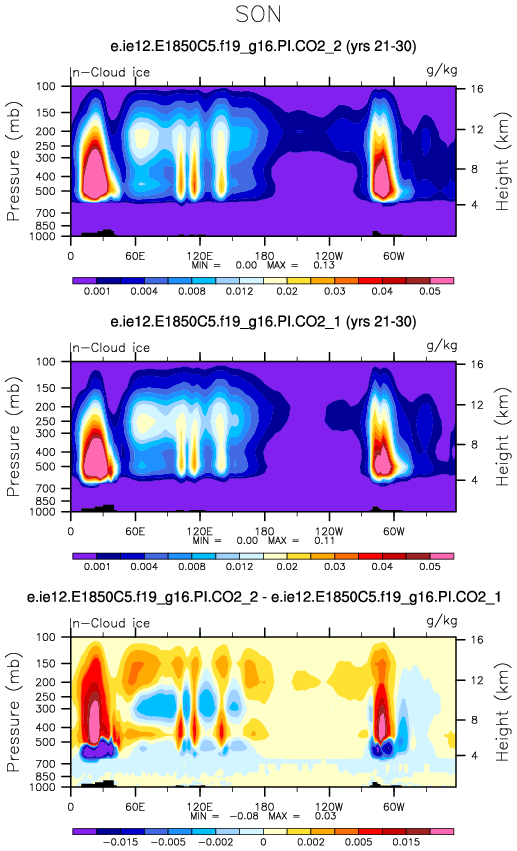 SON
e.ie12.E1850C5.f19_g16.PI.CO2_2 (yrs 21-30)
n-Cloud ice g/kg
Pressure (mb)
100 150 200 250 300 400 500 700 850 1000
16 12 8 4
Height (km)
0 60E 120E 180 120W 60W
MIN = 0.00 MAX = 0.13
0.001 0.004 0.008 0.012 0.02 0.03 0.04 0.05
e.ie12.E1850C5.f19_g16.PI.CO2_1 (yrs 21-30)
n-Cloud ice g/kg
Pressure (mb)
100 150 200 250 300 400 500 700 850 1000
16 12 8 4
Height (km)
0 60E 120E 180 120W 60W
MIN = 0.00 MAX = 0.11
0.001 0.004 0.008 0.012 0.02 0.03 0.04 0.05
e.ie12.E1850C5.f19_g16.PI.CO2_2 - e.ie12.E1850C5.f19_g16.PI.CO2_1
n-Cloud ice g/kg
Pressure (mb)
100 150 200 250 300 400 500 700 850 1000
16 12 8 4
Height (km)
0 60E 120E 180 120W 60W
MIN = -0.08 MAX = 0.03
-0.015 -0.005 -0.002 0 0.002 0.005 0.015